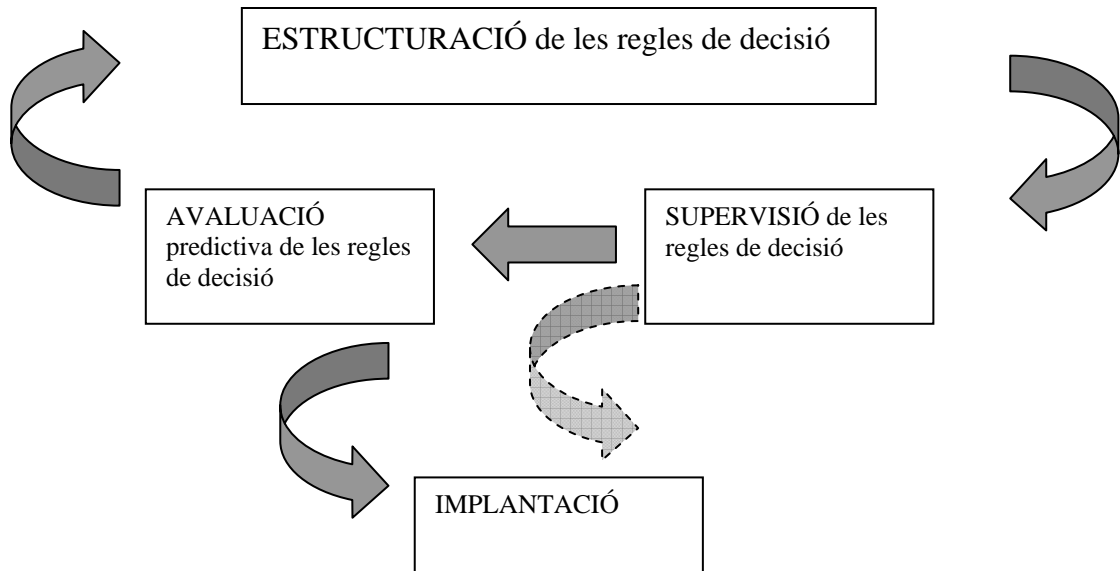 ESTRUCTURACIÓ de les regles de decisió
AVALUACIÓ
predictiva de les regles
de decisió
SUPERVISIÓ de les
regles de decisió
IMPLANTACIÓ